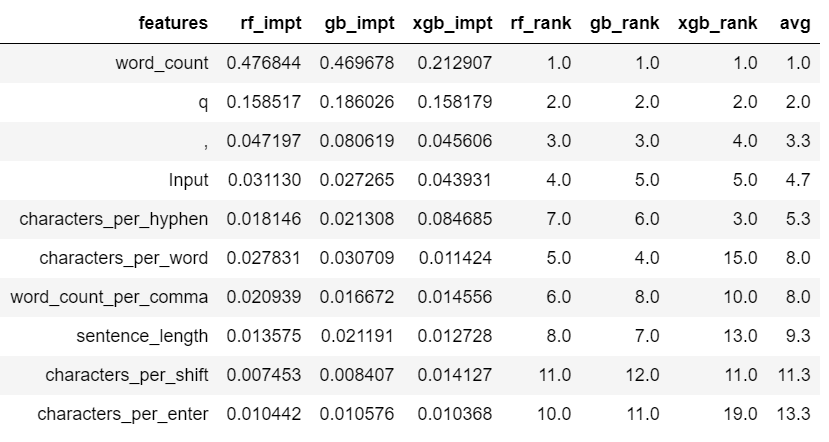 features rf_impt gb_impt xgb_impt rf_rank gb_rank xgb_rank avg
word_count 0.476844 0.469678 0.212907 1.0 1.0 1.0 1.0
q 0.158517 0.186026 0.158179 2.0 2.0 2.0 2.0
, 0.047197 0.080619 0.045606 3.0 3.0 4.0 3.3
Input 0.031130 0.027265 0.043931 4.0 5.0 5.0 4.7
characters_per_hyphen 0.018146 0.021308 0.084685 7.0 6.0 3.0 5.3
characters_per_word 0.027831 0.030709 0.011424 5.0 4.0 15.0 8.0
word_count_per_comma 0.020939 0.016672 0.014556 6.0 8.0 10.0 8.0
sentence_length 0.013575 0.021191 0.012728 8.0 7.0 13.0 9.3
characters_per_shift 0.007453 0.008407 0.014127 11.0 12.0 11.0 11.3
characters_per_enter 0.010442 0.010576 0.010368 10.0 11.0 19.0 13.3